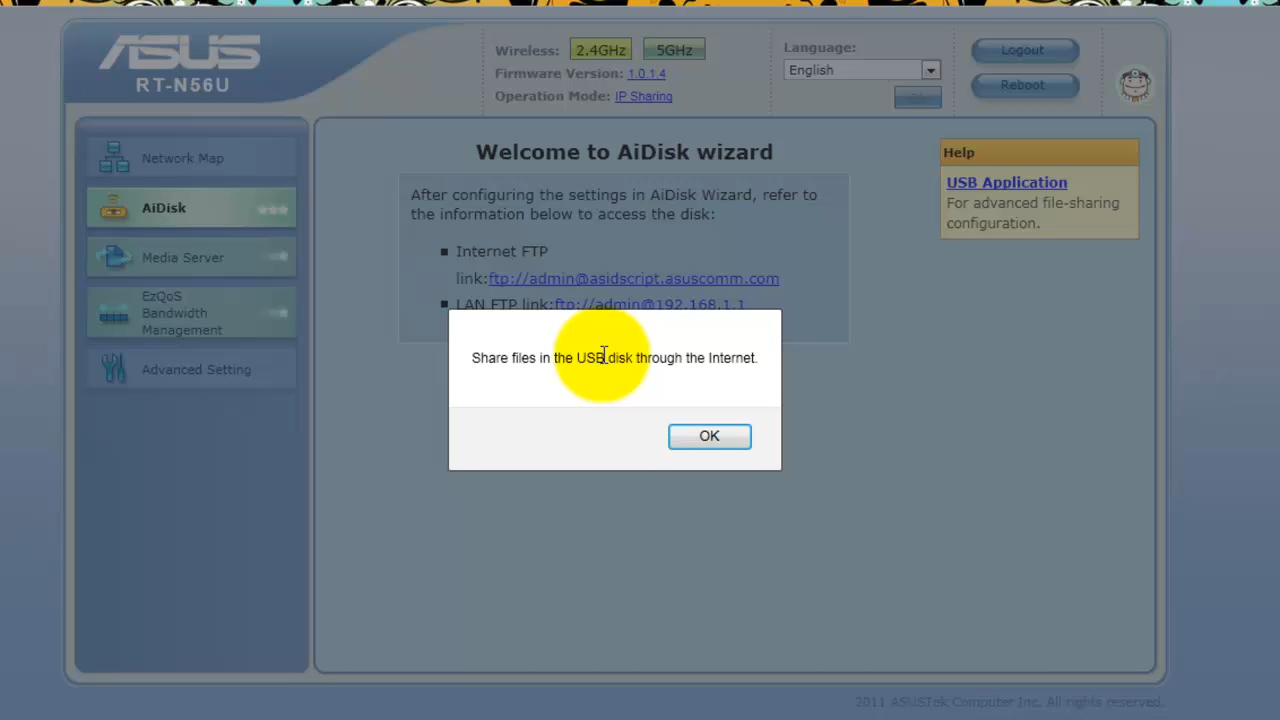 ASUS
RT-N56U
Wireless: 2.4GHz 5GHz
Firmware Version: 1.0.1.4
Operation Mode: IP Sharing
Language:
English
Logout
Reboot
Network Map
AiDisk
Media Server
EzQoS
Bandwidth
Management
Advanced Setting
Welcome to AiDisk wizard
After configuring the settings in AiDisk Wizard, refer to
the information below to access the disk:
Internet FTP
link:ftp://admin@asidscript.asuscomm.com
LAN FTP link:ftp://admin@192.168.1.1
Share files in the USB disk through the Internet.
OK
Help
USB Application
For advanced file-sharing
configuration.
2011 ASUSTek Computer Inc. All rights reserved.